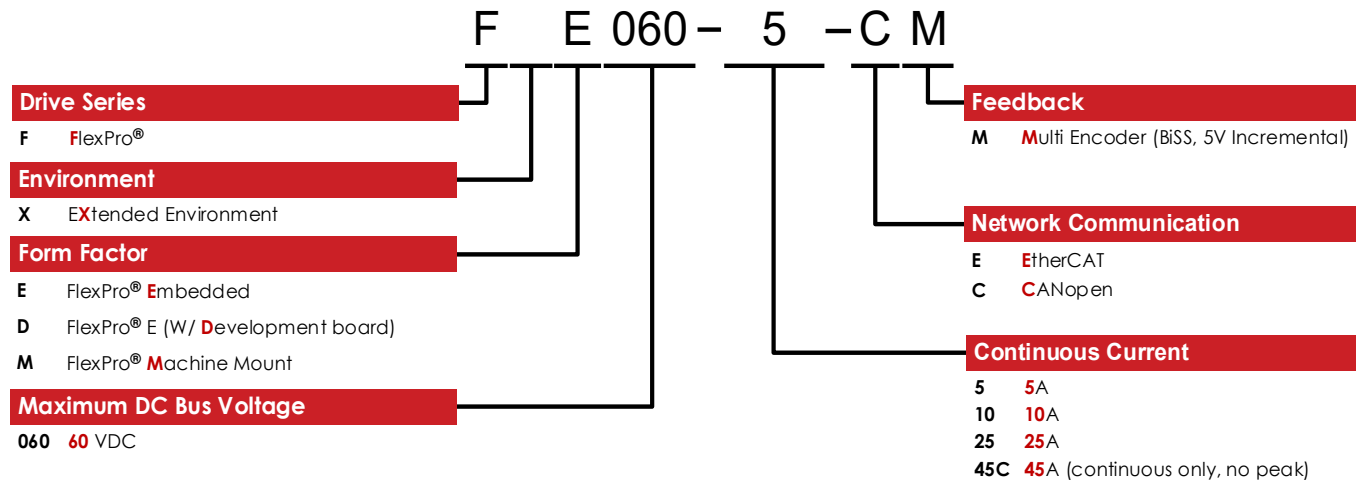 F E 060 – 5 – C M
Drive Series
F FlexPro®
Environment
X EXtended Environment
Form Factor
E FlexPro® Embedded
D FlexPro® E (W/ Development board)
M FlexPro® Machine Mount
Maximum DC Bus Voltage
060 60 VDC
Feedback
M Multi Encoder (BiSS, 5V Incremental)
Network Communication
E EtherCAT
C CANopen
Continuous Current
5 5A
10 10A
25 25A
45C 45A (continuous only, no peak)